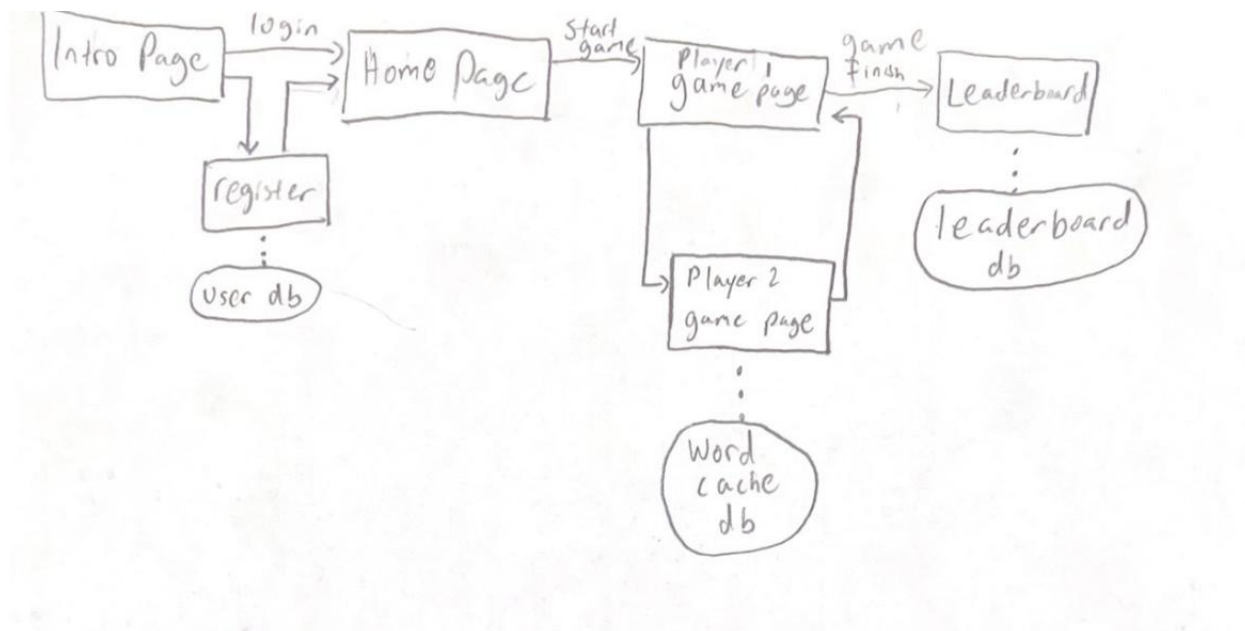 Intro Page
login
Home Page
start
game
Player 1
game page
game
finsh
Leaderboard
register
user db
Player 2
game page
leaderboard
db
Word
cache
db